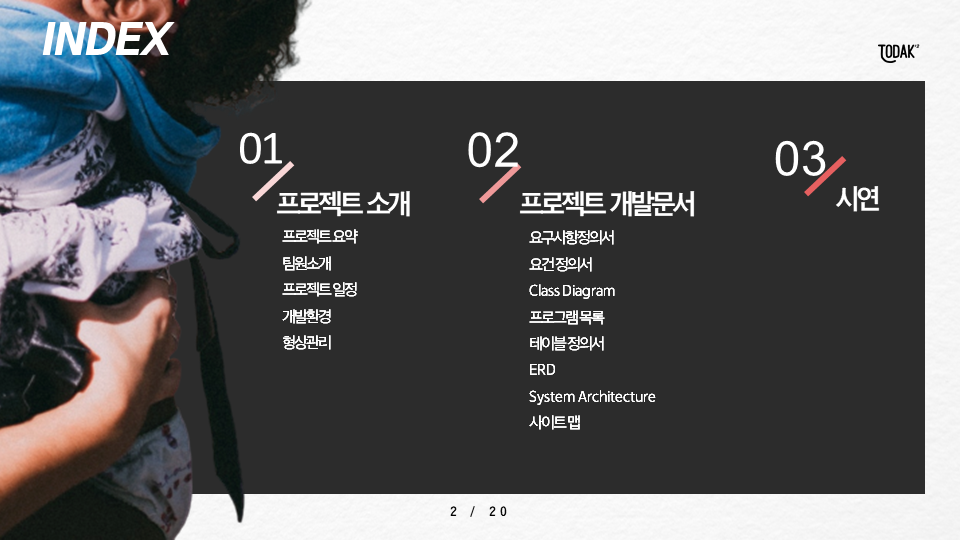 INDEX
TODAK
01
프로젝트 소개
프로젝트 요약
팀원소개
프로젝트 일정
개발환경
형상관리
02
프로젝트 개발문서
요구사항정의서
요건 정의서
Class Diagram
프로그램 목록
테이블 정의서
ERD
System Architecture
사이트 맵
03
시연
2 / 20